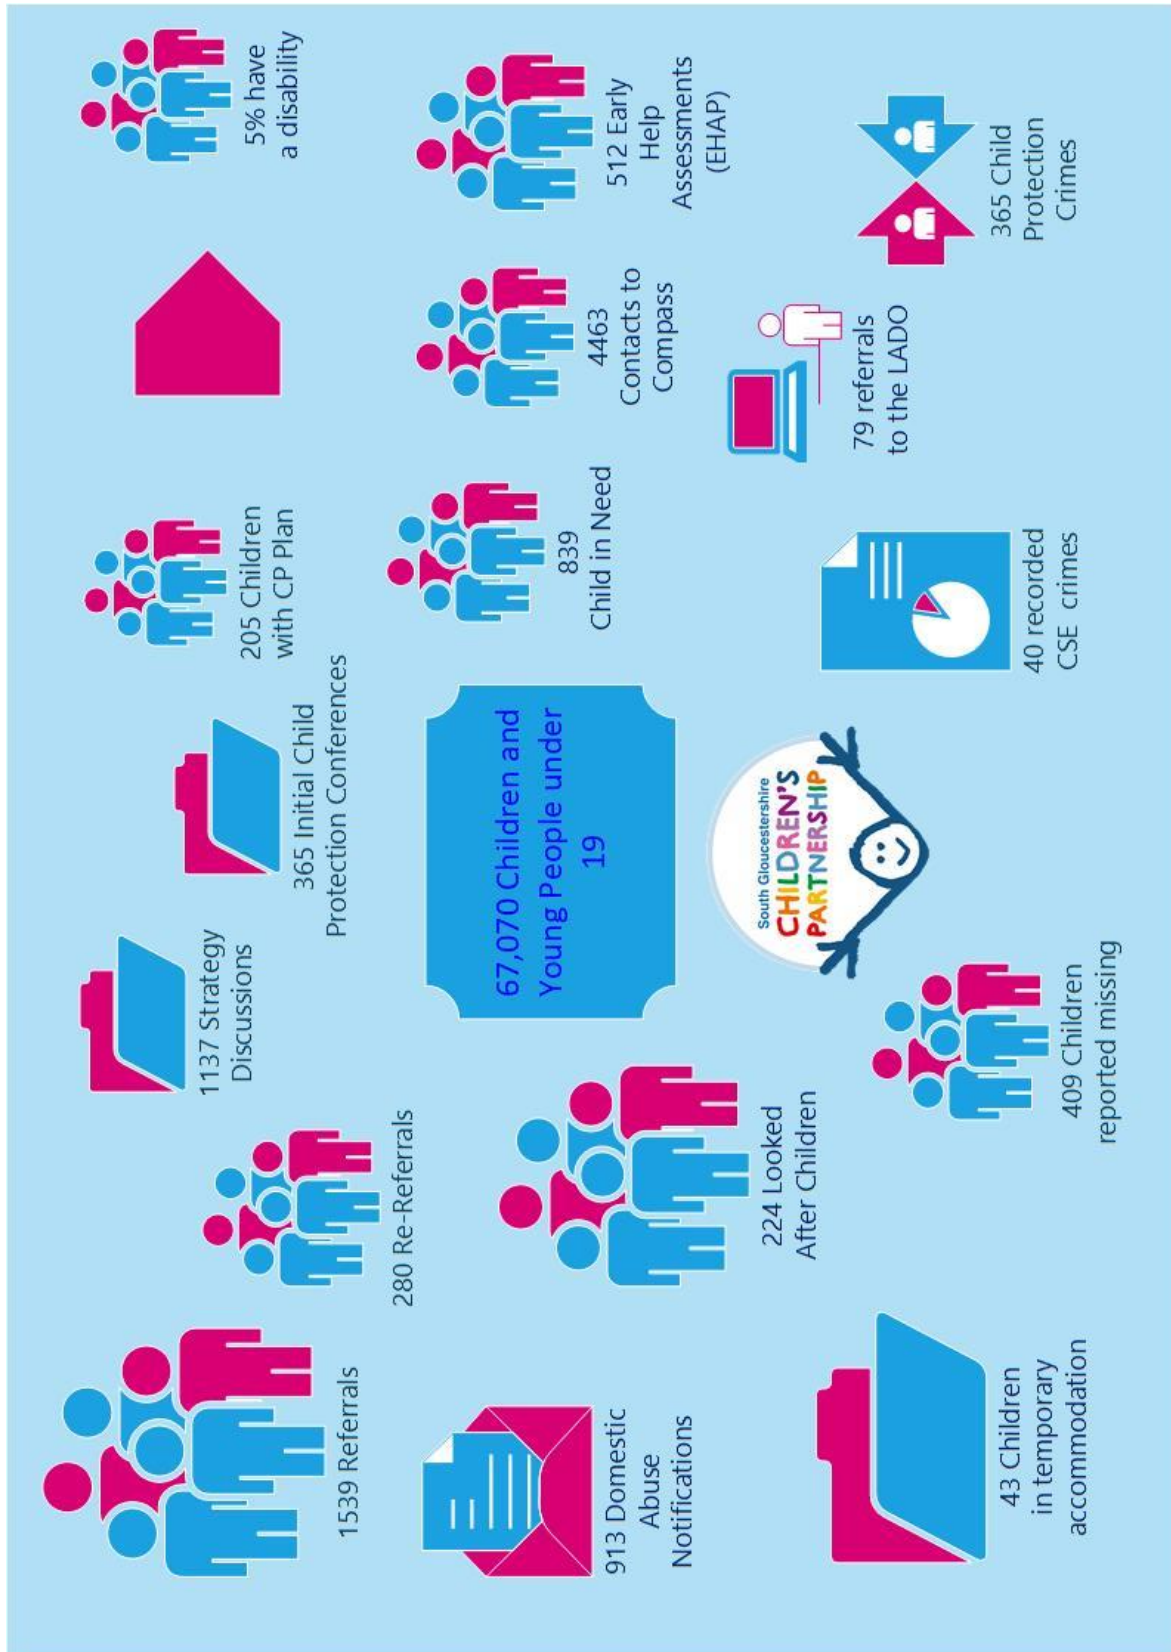 1539 Referrals
280 Re-Referrals
1137 Strategy
Discussions
365 Initial Child
Protection Conferences
205 Children
with CP Plan
5% have
a disability
913 Domestic
Abuse
Notifications
224 Looked
After Children
67,070 Children and
Young People under
19
839
Child in Need
4463
Contacts to
Compass
512 Early
Help
Assessments
(EHAP)
43 Children
in temporary
accommodation
409 Children
reported missing
South Gloucestershire
CHILDREN'S
PARTNERSHIP
40 recorded
CSE crimes
79 referrals
to the LADO
365 Child
Protection
Crimes